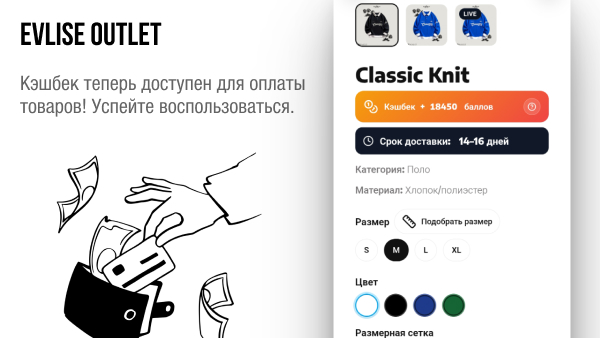 EVLISE OUTLET
Кэшбек теперь доступен для оплаты
товаров! Успейте воспользоваться.
LIVE
Classic Knit
Кэшбек + 18450 баллов
Срок доставки: 14–16 дней
Категория: Поло
Материал: Хлопок/полиэстер
Размер Подобрать размер
S M L XL
Цвет
Размерная сетка